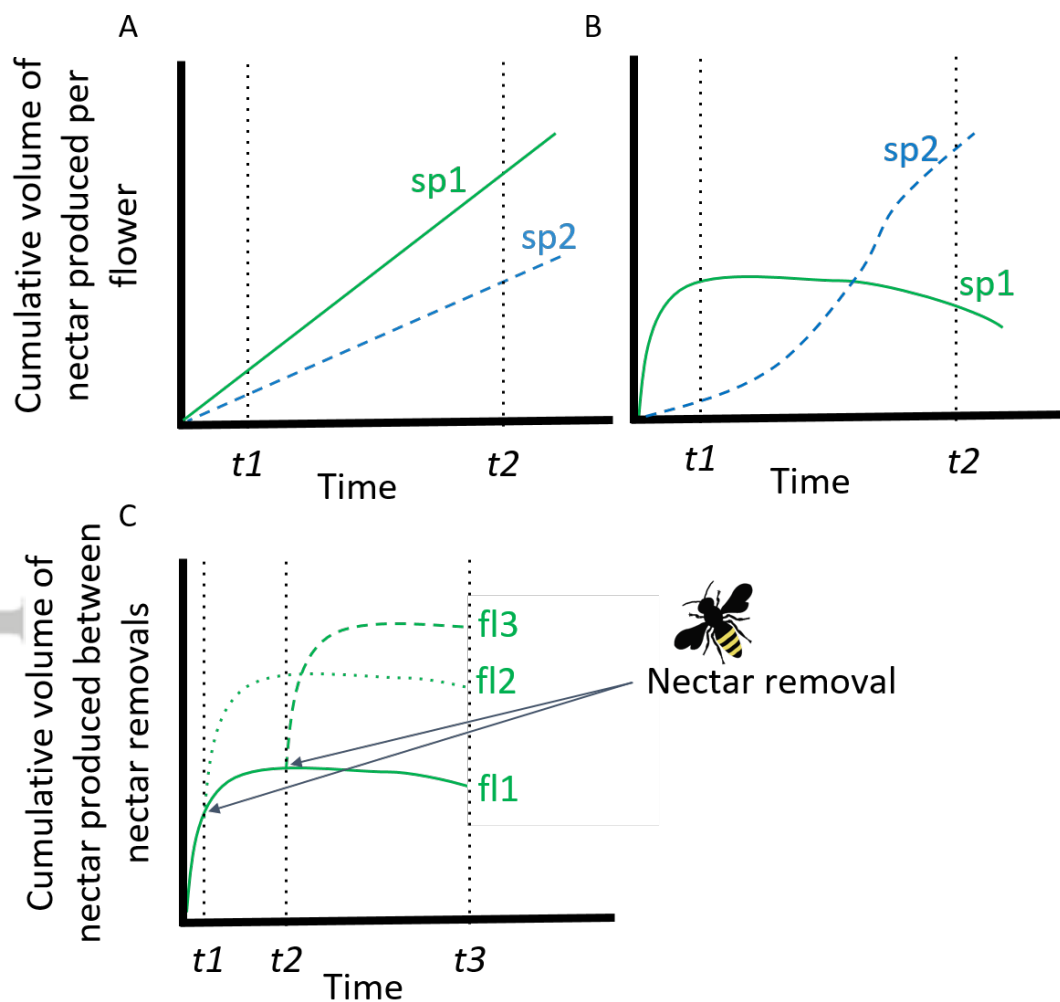 A
Cumulative volume of
nectar produced per
flower
sp1
sp2
t1
t2
Time
B
sp2
sp1
t1
t2
Time
C
Cumulative volume of
nectar produced between
nectar removals
fl3
fl2
fl1
Nectar removal
t1
t2
t3
Time